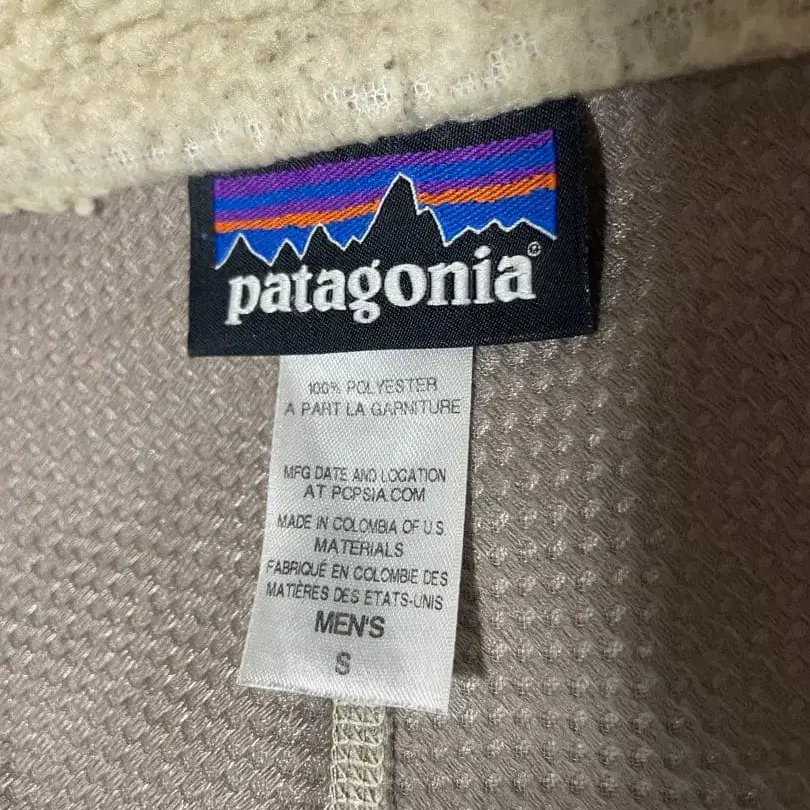 patagonia®
100% POLYESTER
A PART LA GARNITURE
MFG DATE AND LOCATION
AT PCPSIA.COM
MADE IN COLOMBIA OF U.S.
MATERIALS
FABRIQUÉ EN COLOMBIE DES
MATIÈRES DES ETATS-UNIS
MEN'S
S